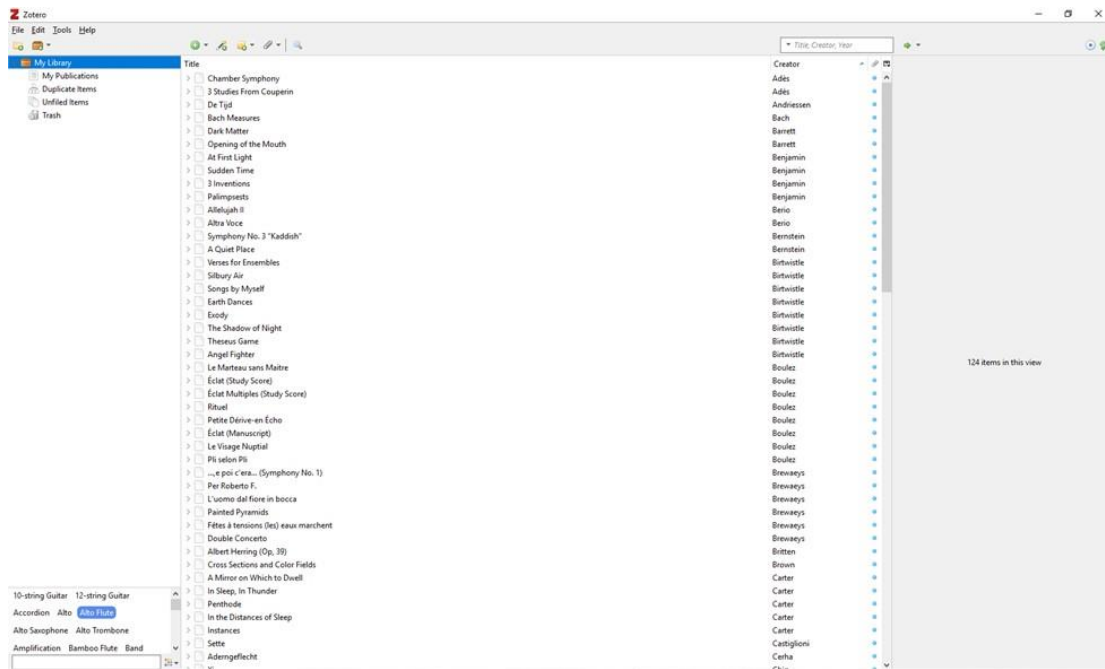 Zotero
File Edit Tools Help
Title, Creator, Year
My Library
My Publications
Duplicate Items
Unfiled Items
Trash
Title Creator
Chamber Symphony Adès
3 Studies From Couperin Adès
De Tijd Andriessen
Bach Measures Bach
Dark Matter Barrett
Opening of the Mouth Barrett
At First Light Benjamin
Sudden Time Benjamin
3 Inventions Benjamin
Palimpsests Benjamin
Allelujah II Berio
Altra Voce Berio
Symphony No. 3 "Kaddish" Bernstein
A Quiet Place Bernstein
Verses for Ensembles Birtwistle
Silbury Air Birtwistle
Songs by Myself Birtwistle
Earth Dances Birtwistle
Exody Birtwistle
The Shadow of Night Birtwistle
Theseus Game Birtwistle
Angel Fighter Birtwistle
Le Marteau sans Maitre Boulez
Éclat (Study Score) Boulez
Éclat Multiples (Study Score) Boulez
Rituel Boulez
Petite Dérive-en Écho Boulez
Éclat (Manuscript) Boulez
Le Visage Nuptial Boulez
Pli selon Pli Boulez
...,e poi c'era... (Symphony No. 1) Brewaeys
Per Roberto F. Brewaeys
L'uomo dal fiore in bocca Brewaeys
Painted Pyramids Brewaeys
Fêtes à tensions (les) eaux marchent Brewaeys
Double Concerto Brewaeys
Albert Herring (Op, 39) Britten
Cross Sections and Color Fields Brown
A Mirror on Which to Dwell Carter
In Sleep, In Thunder Carter
Penthode Carter
In the Distances of Sleep Carter
Instances Carter
Sette Castiglioni
Aderngeflecht Cerha
124 items in this view
10-string Guitar 12-string Guitar
Accordion Alto Alto Flute
Alto Saxophone Alto Trombone
Amplification Bamboo Flute Band